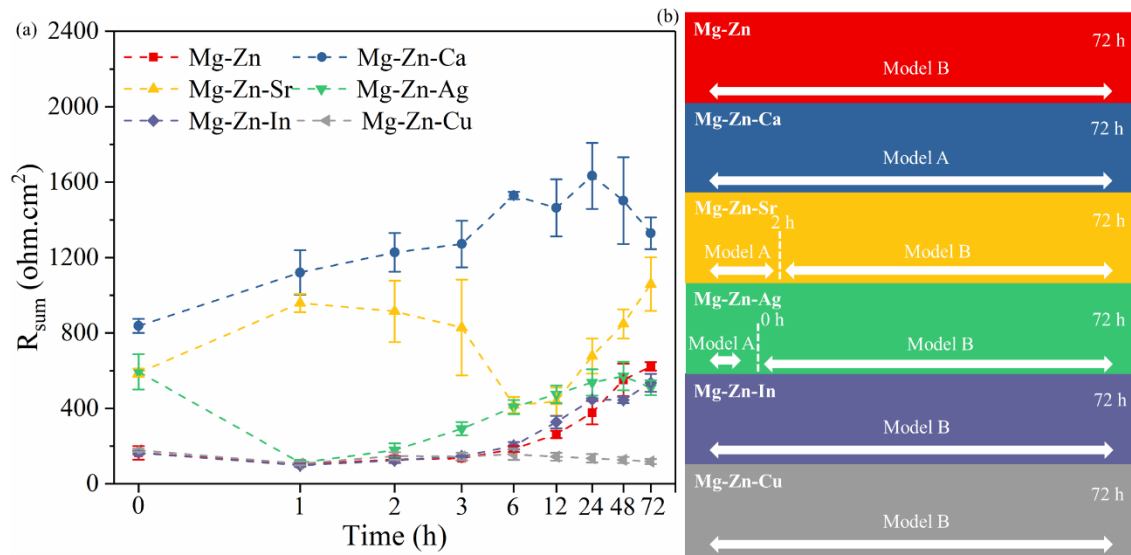 (a)
2400
2000
1600
1200
800
400
0
R_sum (ohm.cm²)
Mg-Zn
Mg-Zn-Ca
Mg-Zn-Sr
Mg-Zn-Ag
Mg-Zn-In
Mg-Zn-Cu
0 1 2 3 6 12 24 48 72
Time (h)
(b)
Mg-Zn
72 h
Model B
Mg-Zn-Ca
72 h
Model A
Mg-Zn-Sr
2 h
72 h
Model A
Model B
Mg-Zn-Ag
0 h
72 h
Model A
Model B
Mg-Zn-In
72 h
Model B
Mg-Zn-Cu
72 h
Model B